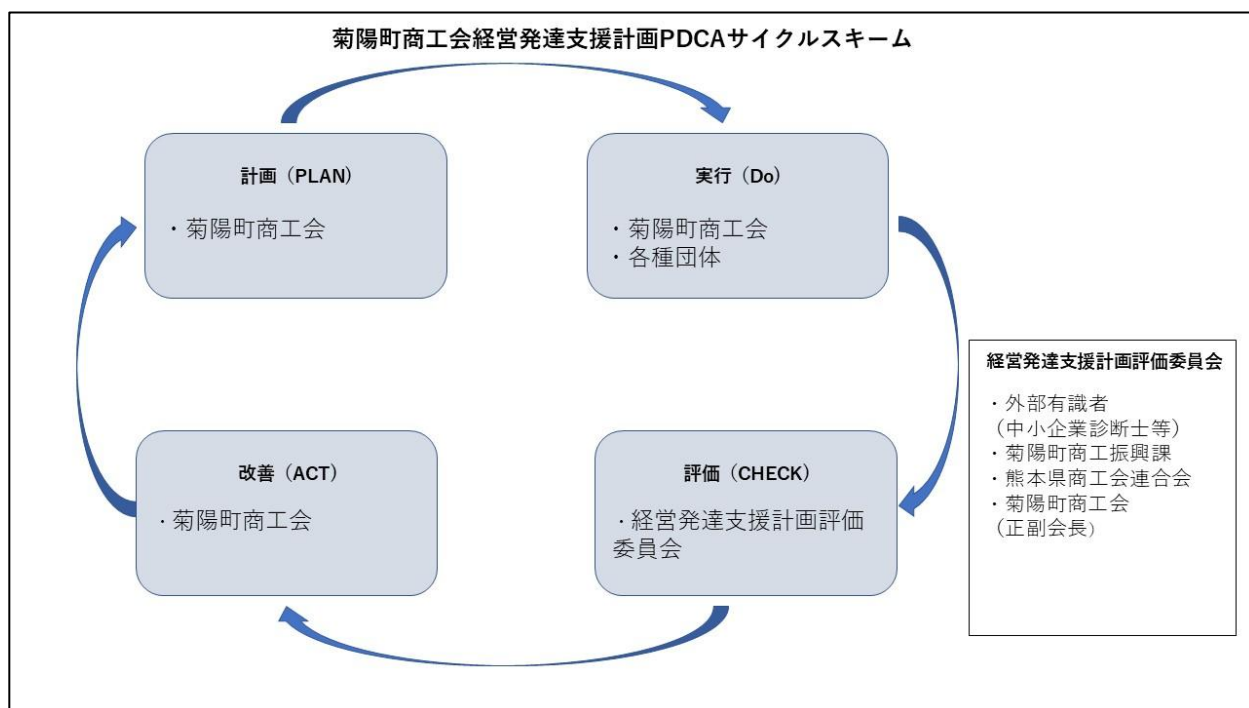 菊陽町商工会経営発達支援計画PDCAサイクルスキーム
計画（PLAN）
・菊陽町商工会
実行（Do）
・菊陽町商工会
・各種団体
経営発達支援計画評価委員会
・外部有識者
（中小企業診断士等）
・菊陽町商工振興課
・熊本県商工会連合会
・菊陽町商工会
（正副会長）
改善（ACT）
・菊陽町商工会
評価（CHECK）
・経営発達支援計画評価
委員会